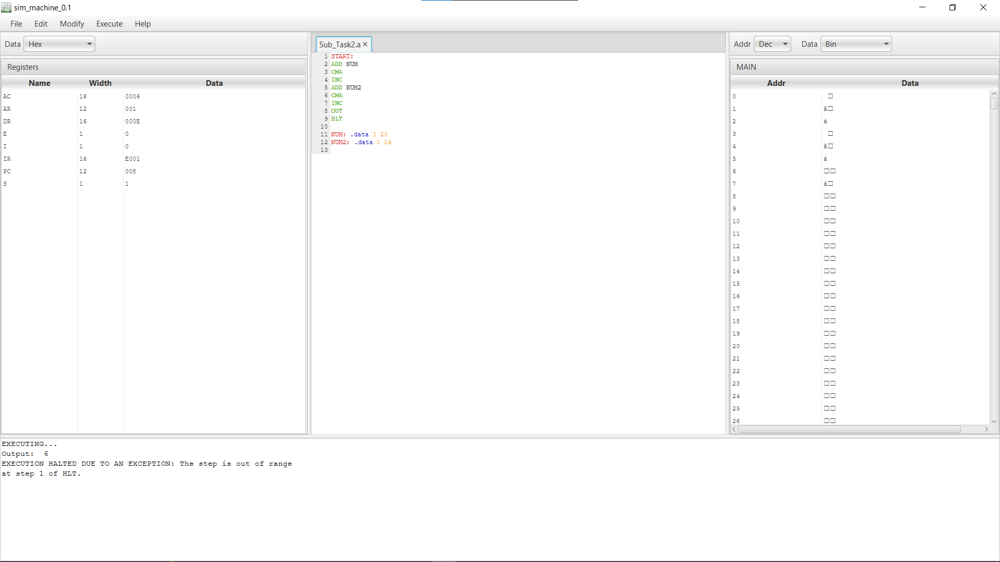 sim_machine_0.1
File Edit Modify Execute Help
Data Hex
Registers
Name Width Data
AC 16 0006
AR 12 001
DR 16 000E
E 1 0
I 1 0
IR 16 E001
PC 12 008
S 1 1
Sub_Task2.a
1 START:
2 ADD NUM
3 CMA
4 INC
5 ADD NUM2
6 CMA
7 INC
8 OUT
9 HLT
10
11 NUM: .data 1 20
12 NUM2: .data 1 14
13
Addr Dec Data Bin
MAIN
Addr Data
0 □
1 â□
2 à
3 □
4 â□
5 à
6 □□
7 à□
8 □□
9 □□
10 □□
11 □□
12 □□
13 □□
14 □□
15 □□
16 □□
17 □□
18 □□
19 □□
20 □□
21 □□
22 □□
23 □□
24 □□
25 □□
26 □□
EXECUTING...
Output: 6
EXECUTION HALTED DUE TO AN EXCEPTION: The step is out of range
at step 1 of HLT.